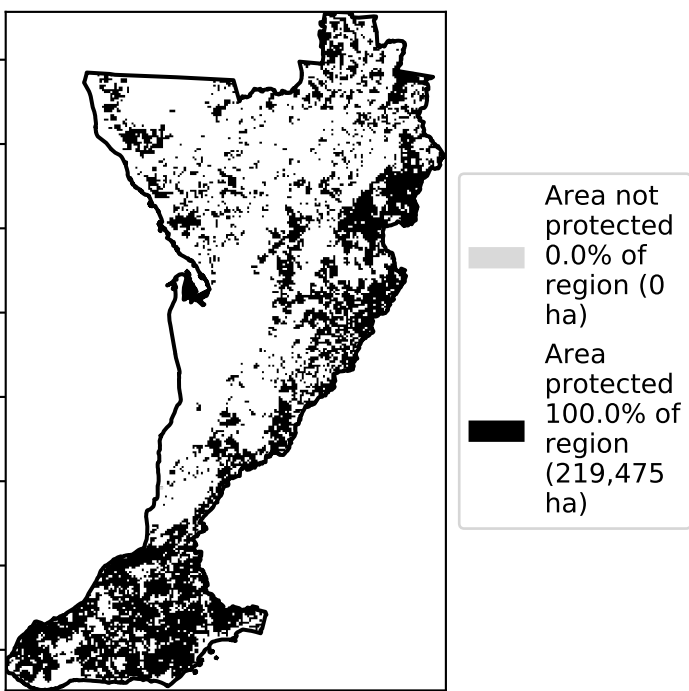 Area not
protected
0.0% of
region (0
ha)
Area
protected
100.0% of
region
(219,475
ha)